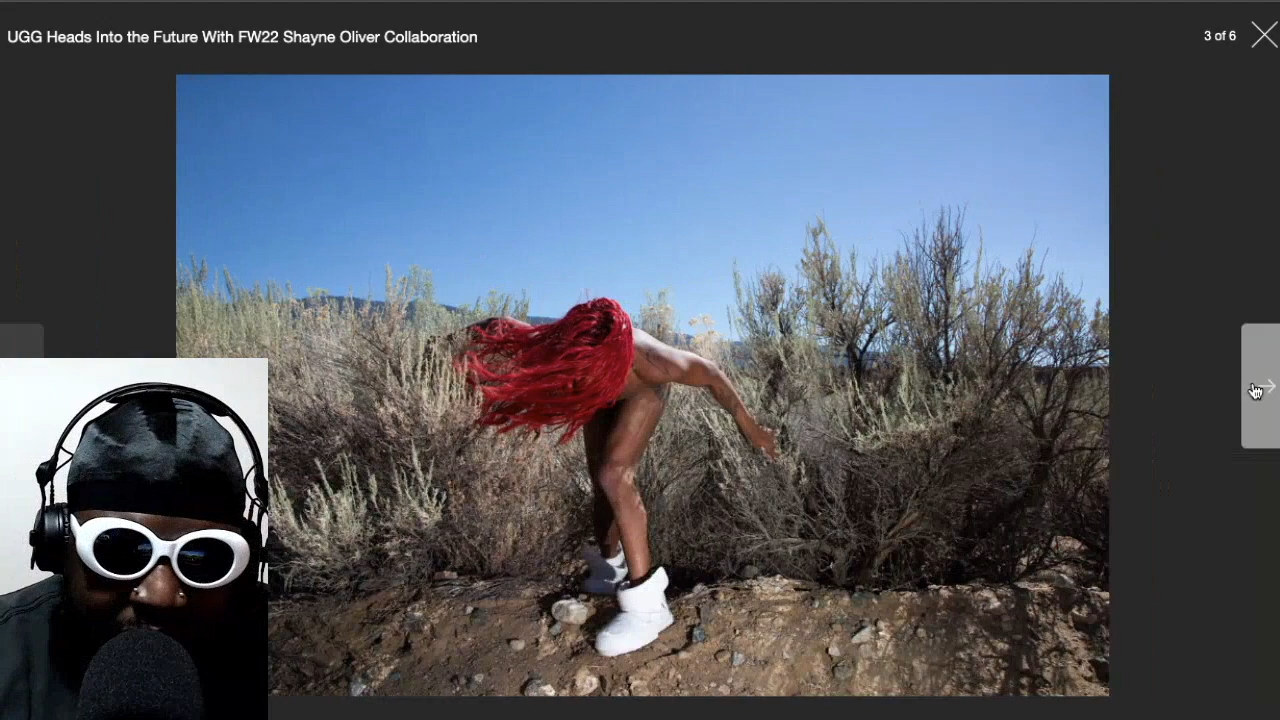 UGG Heads Into the Future With FW22 Shayne Oliver Collaboration
3 of 6